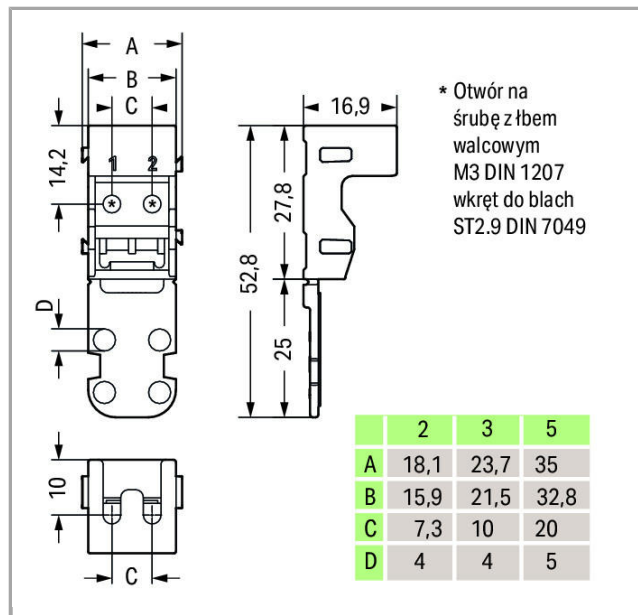 A
B
C
14,2
1 2
* *
D
16,9
27,8
52,8
25
* Otwór na
śrubę z łbem
walcowym
M3 DIN 1207
wkręt do blach
ST2.9 DIN 7049
10
C
2 3 5
A 18,1 23,7 35
B 15,9 21,5 32,8
C 7,3 10 20
D 4 4 5